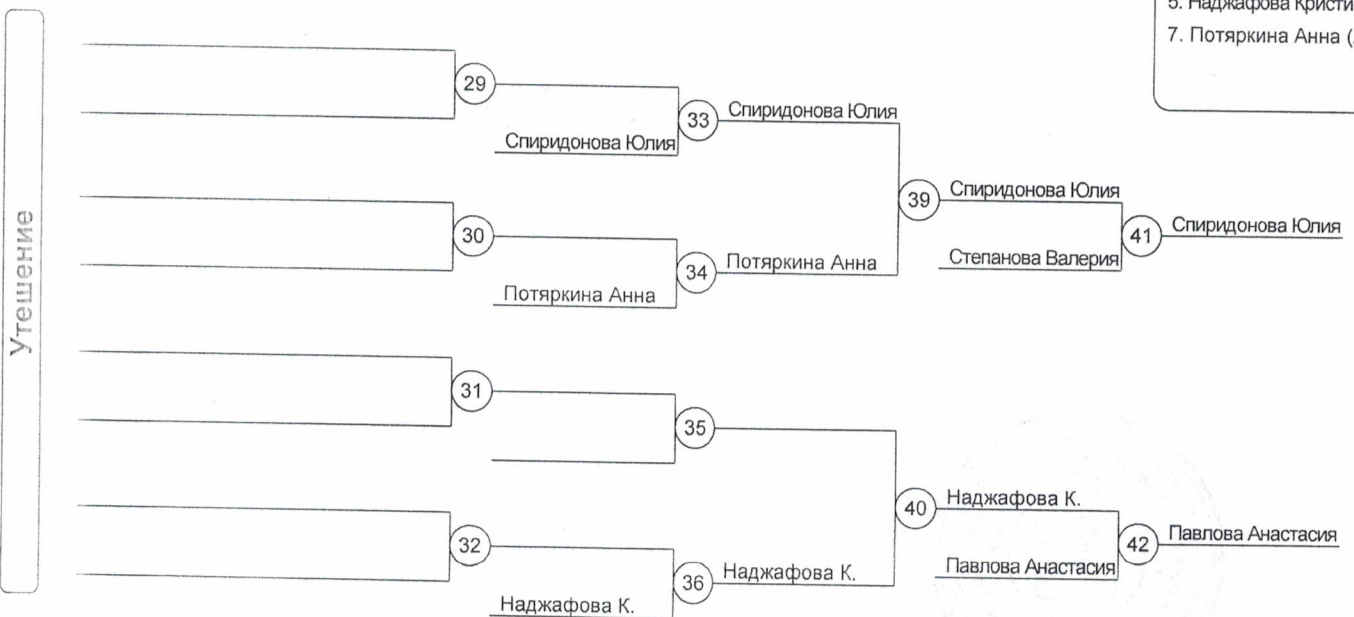 5. Наджафова Кристи
7. Потяркина Анна (
Утешение
29
Спиридонова Юлия
33
Спиридонова Юлия
30
Потяркина Анна
34
Потяркина Анна
39
Спиридонова Юлия
Степанова Валерия
41
Спиридонова Юлия
31
35
32
Наджафова К.
36
Наджафова К.
40
Наджафова К.
Павлова Анастасия
42
Павлова Анастасия